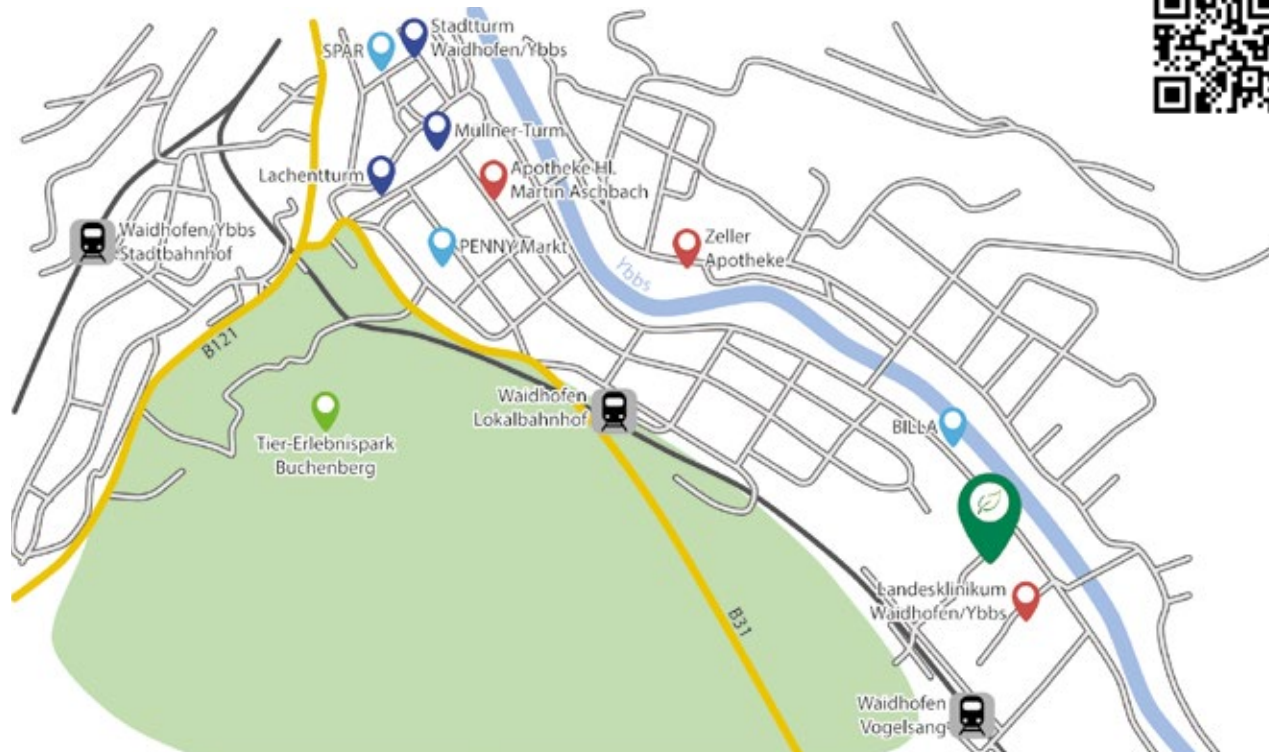 Stadtturm
Waidhofen/Ybbs
SPAR
Mullner-Turm
Lachentturm
Apotheke Hl.
Martin Aschbach
Waidhofen/Ybbs
Stadtbahnhof
PENNY Markt
Zeller
Apotheke
Ybbs
B121
Waidhofen
Lokalbahnhof
Tier-Erlebnispark
Buchenberg
BILLA
Landesklinikum
Waidhofen/Ybbs
B31
Waidhofen
Vogelsang